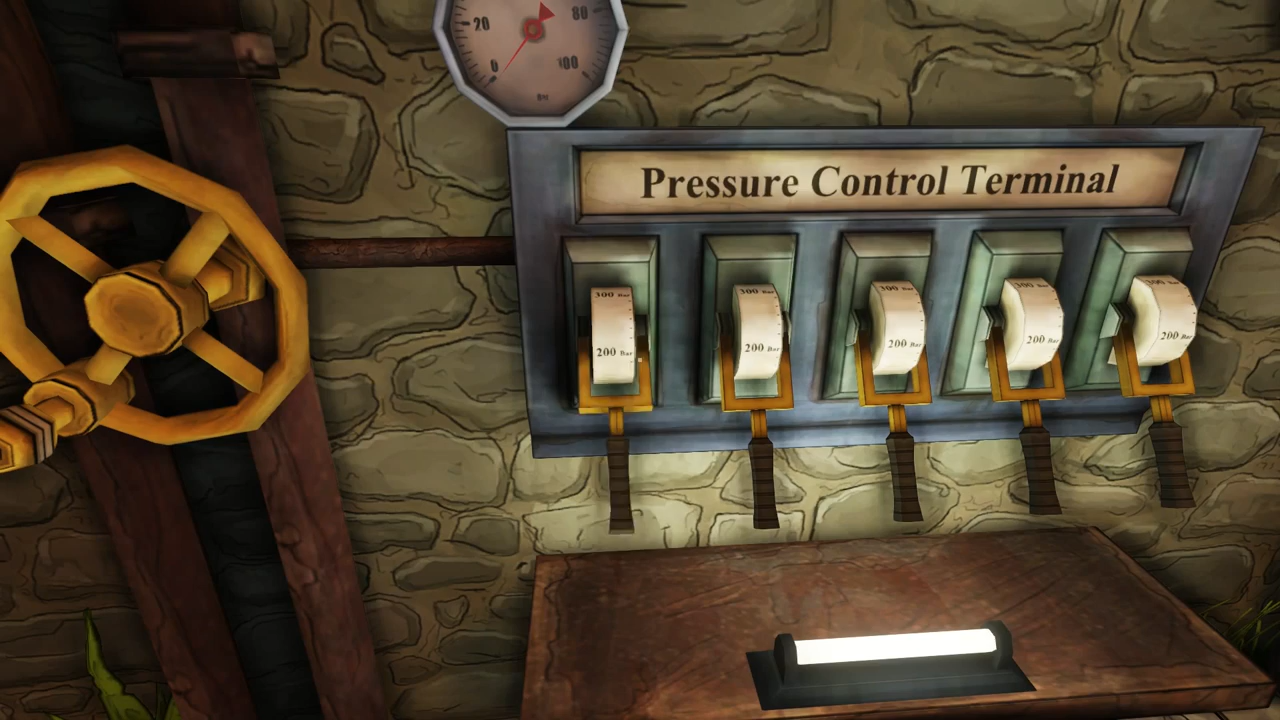 20 80
0 100
Pressure Control Terminal
300 Bar 300 Bar 300 Bar 300 Bar 300 Bar
200 Bar 200 Bar 200 Bar 200 Bar 200 Bar